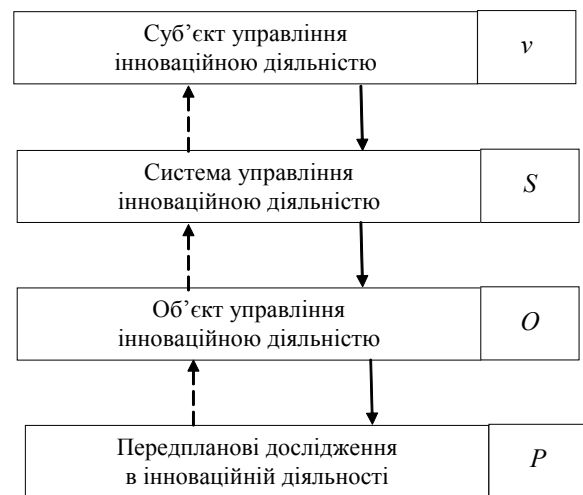 Суб’єкт управління
інноваційною діяльністю
v
Система управління
інноваційною діяльністю
S
Об’єкт управління
інноваційною діяльністю
O
Передпланові дослідження
в інноваційній діяльності
P